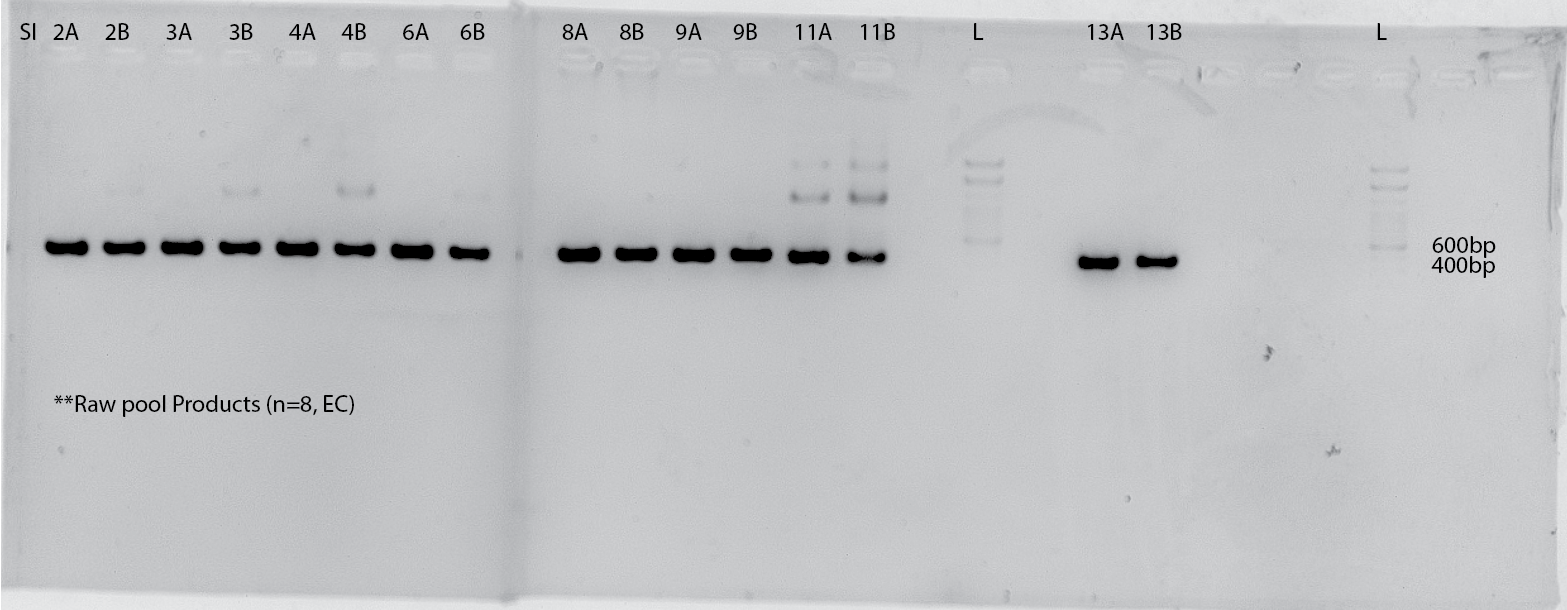 SI 2A 2B 3A 3B 4A 4B 6A 6B 8A 8B 9A 9B 11A 11B L 13A 13B L
600bp
400bp
**Raw pool Products (n=8, EC)